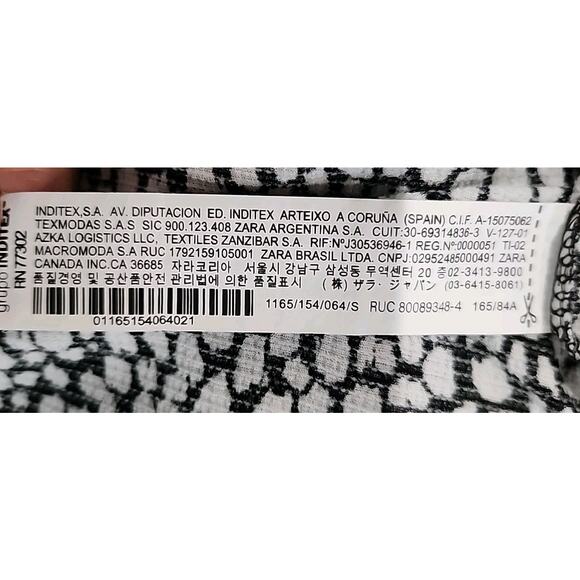 grupo INDITEX™
RN 77302
INDITEX,S.A. AV. DIPUTACION ED. INDITEX ARTEIXO A CORUÑA (SPAIN) C.I.F. A-15075062
TEXMODAS S.A.S SIC 900.123.408 ZARA ARGENTINA S.A. CUIT:30-69314836-3 V-127-01
AZKA LOGISTICS LLC, TEXTILES ZANZIBAR S.A. RIF:NºJ30536946-1 REG.Nº:0000051 TI-02
MACROMODA S.A RUC 1792159105001 ZARA BRASIL LTDA. CNPJ:02952485000491 ZARA
CANADA INC.CA 36685 자라코리아 서울시 강남구 삼성동 무역센터 20 층02-3413-9800
품질경영 및 공산품안전 관리법에 의한 품질표시 (株) ザラ・ジャパン (03-6415-8061)
1165/154/064/S RUC 80089348-4 165/84A
01165154064021